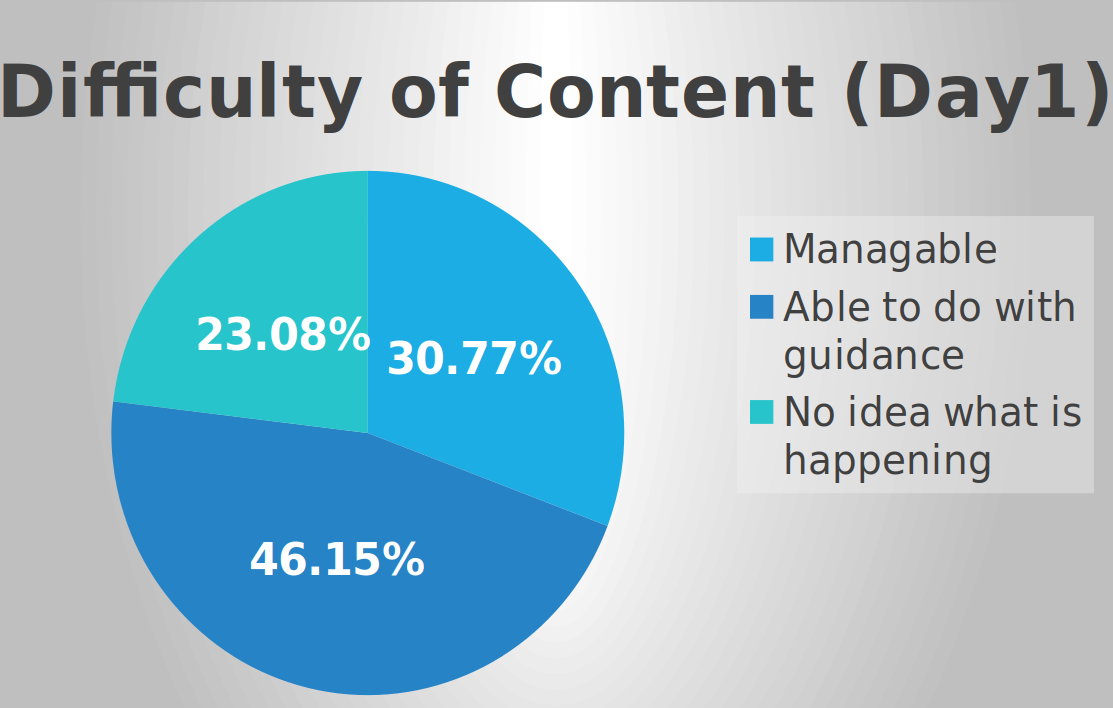 Difficulty of Content (Day1)
23.08%
30.77%
46.15%
Managable
Able to do with
guidance
No idea what is
happening